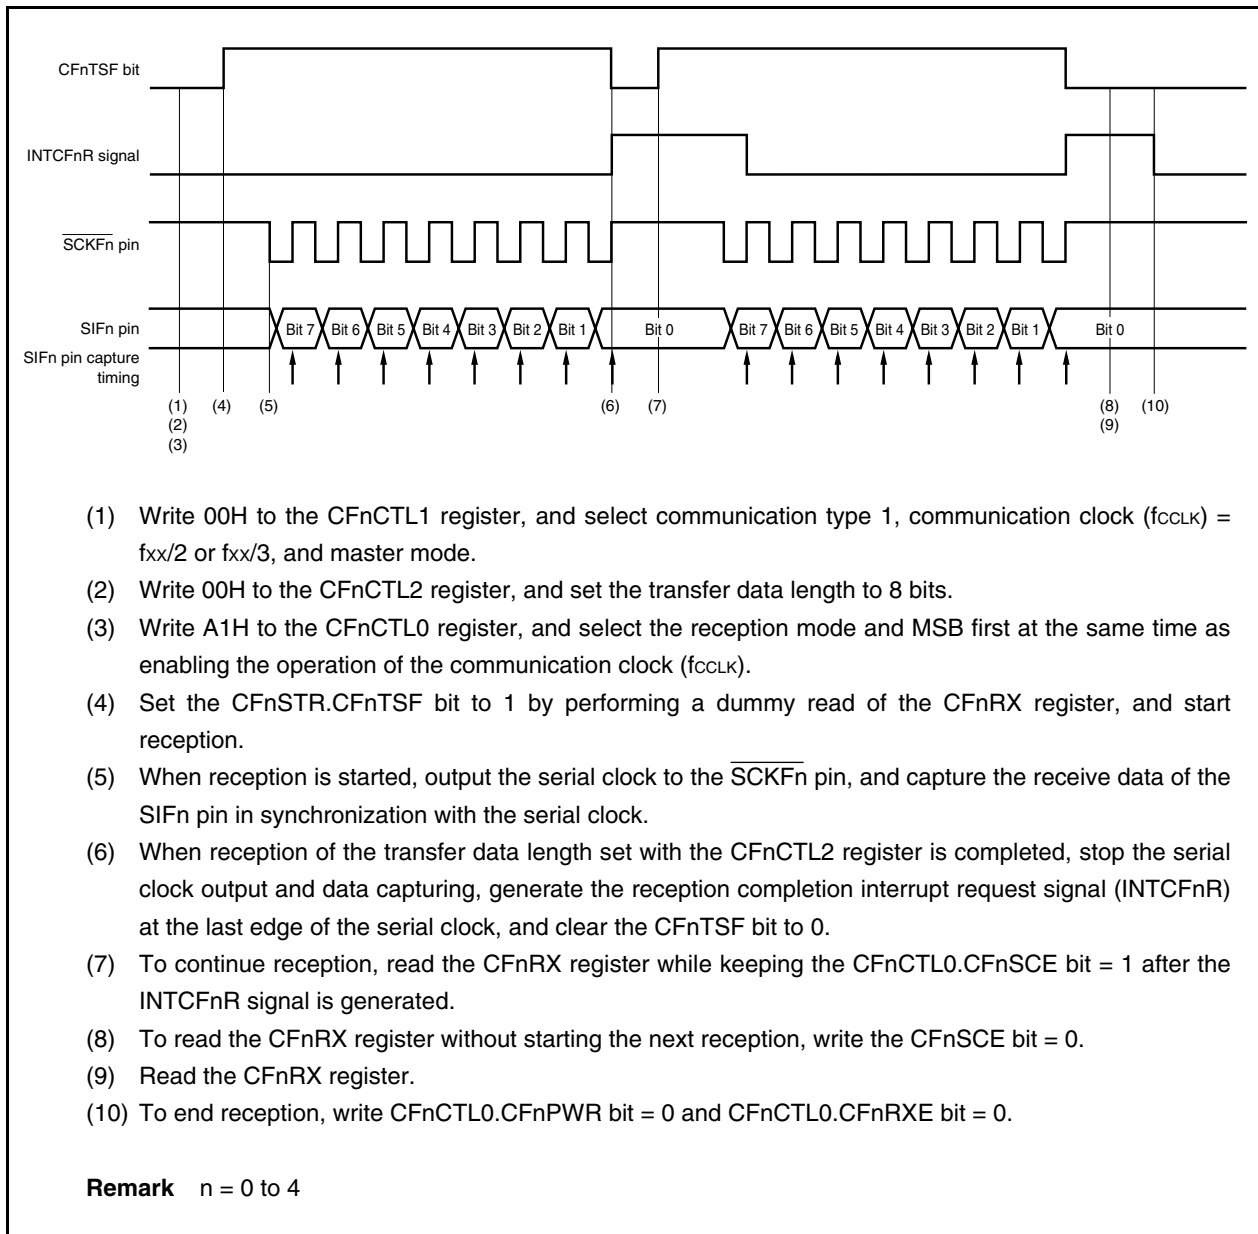 CFnTSF bit
INTCFnR signal
SCKFn pin
SIFn pin
Bit 7 Bit 6 Bit 5 Bit 4 Bit 3 Bit 2 Bit 1 Bit 0 Bit 7 Bit 6 Bit 5 Bit 4 Bit 3 Bit 2 Bit 1 Bit 0
SIFn pin capture
timing
(1) (4) (5) (6) (7) (8) (10)
(2) (9)
(3)
(1) Write 00H to the CFnCTL1 register, and select communication type 1, communication clock (fCCLK) =
fxx/2 or fxx/3, and master mode.
(2) Write 00H to the CFnCTL2 register, and set the transfer data length to 8 bits.
(3) Write A1H to the CFnCTL0 register, and select the reception mode and MSB first at the same time as
enabling the operation of the communication clock (fCCLK).
(4) Set the CFnSTR.CFnTSF bit to 1 by performing a dummy read of the CFnRX register, and start
reception.
(5) When reception is started, output the serial clock to the SCKFn pin, and capture the receive data of the
SIFn pin in synchronization with the serial clock.
(6) When reception of the transfer data length set with the CFnCTL2 register is completed, stop the serial
clock output and data capturing, generate the reception completion interrupt request signal (INTCFnR)
at the last edge of the serial clock, and clear the CFnTSF bit to 0.
(7) To continue reception, read the CFnRX register while keeping the CFnCTL0.CFnSCE bit = 1 after the
INTCFnR signal is generated.
(8) To read the CFnRX register without starting the next reception, write the CFnSCE bit = 0.
(9) Read the CFnRX register.
(10) To end reception, write CFnCTL0.CFnPWR bit = 0 and CFnCTL0.CFnRXE bit = 0.
Remark n = 0 to 4